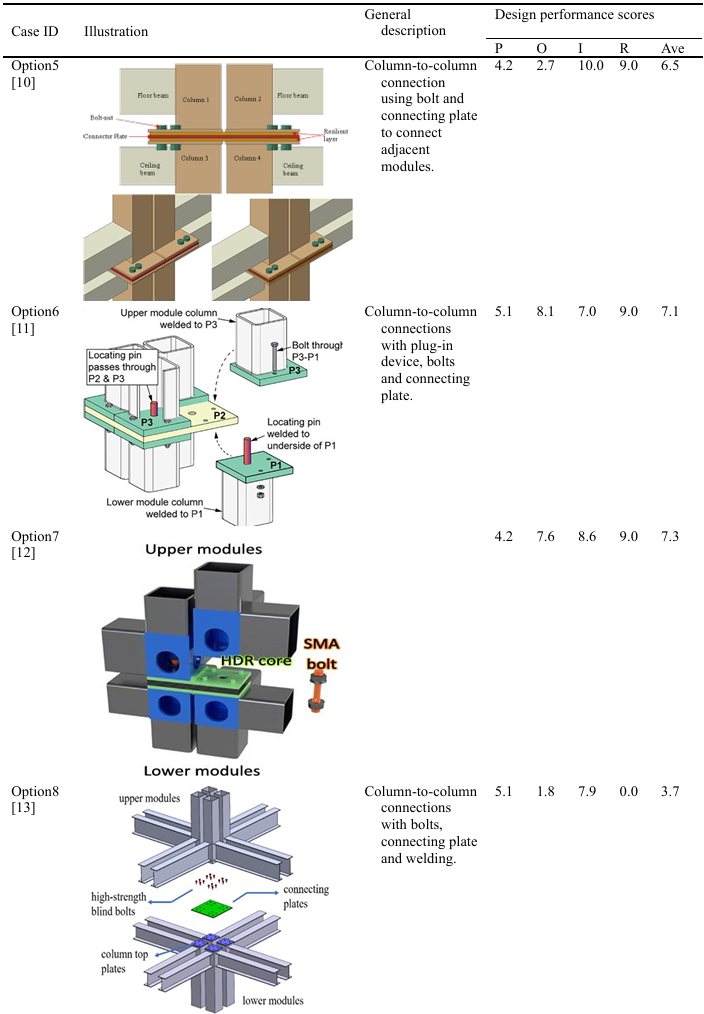 Case ID Illustration General description Design performance scores
P O I R Ave
Option5 [10]
Floor beam
Column 1
Column 2
Floor beam
Bolt-nut
Connector Plate
Resilient layer
Ceiling beam
Column 3
Column 4
Ceiling beam
Column-to-column
connection
using bolt and
connecting plate
to connect
adjacent
modules.
4.2 2.7 10.0 9.0 6.5
Option6 [11]
Upper module column
welded to P3
Locating pin
passes through
P2 & P3
Bolt through
P3-P1
P3
P3
P2
Locating pin
welded to
underside of P1
P1
Lower module column
welded to P1
Column-to-column
connections
with plug-in
device, bolts
and connecting
plate.
5.1 8.1 7.0 9.0 7.1
Option7 [12]
Upper modules
HDR core
SMA
bolt
Lower modules
4.2 7.6 8.6 9.0 7.3
Option8 [13]
upper modules
high-strength
blind bolts
connecting
plates
column top
plates
lower modules
Column-to-column
connections
with bolts,
connecting plate
and welding.
5.1 1.8 7.9 0.0 3.7